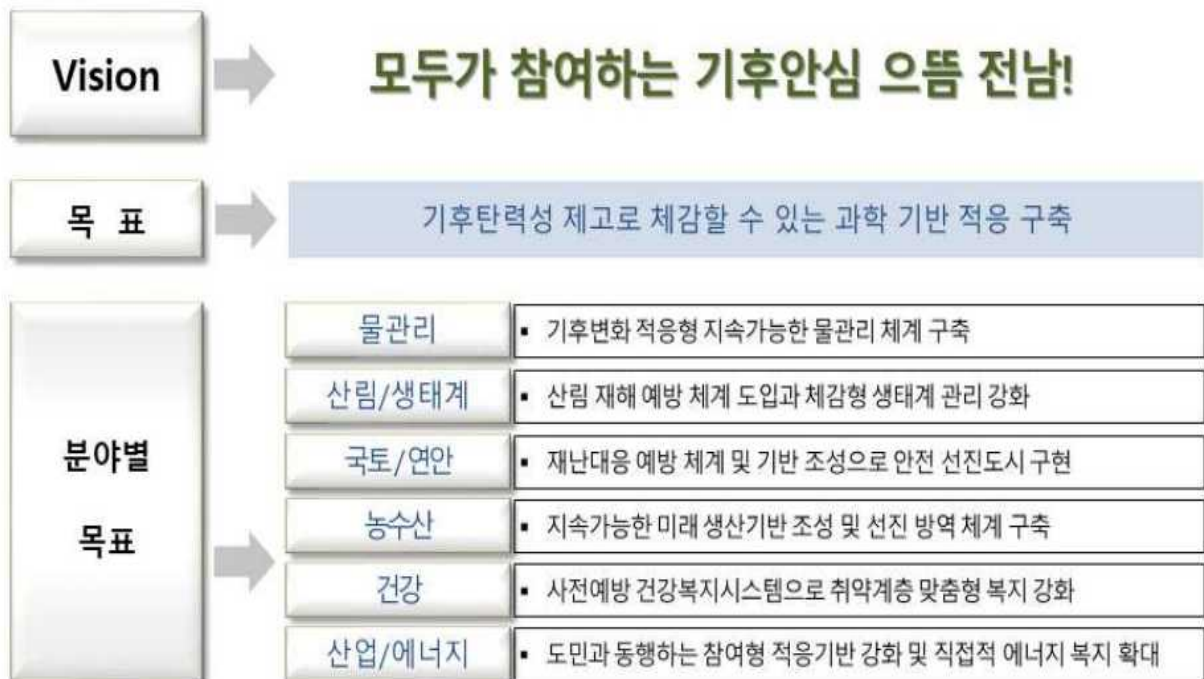 Vision
모두가 참여하는 기후안심 으뜸 전남!
목 표
기후탄력성 제고로 체감할 수 있는 과학 기반 적응 구축
분야별
목표
물관리
▪ 기후변화 적응형 지속가능한 물관리 체계 구축
산림/생태계
▪ 산림 재해 예방 체계 도입과 체감형 생태계 관리 강화
국토/연안
▪ 재난대응 예방 체계 및 기반 조성으로 안전 선진도시 구현
농수산
▪ 지속가능한 미래 생산기반 조성 및 선진 방역 체계 구축
건강
▪ 사전예방 건강복지시스템으로 취약계층 맞춤형 복지 강화
산업/에너지
▪ 도민과 동행하는 참여형 적응기반 강화 및 직접적 에너지 복지 확대